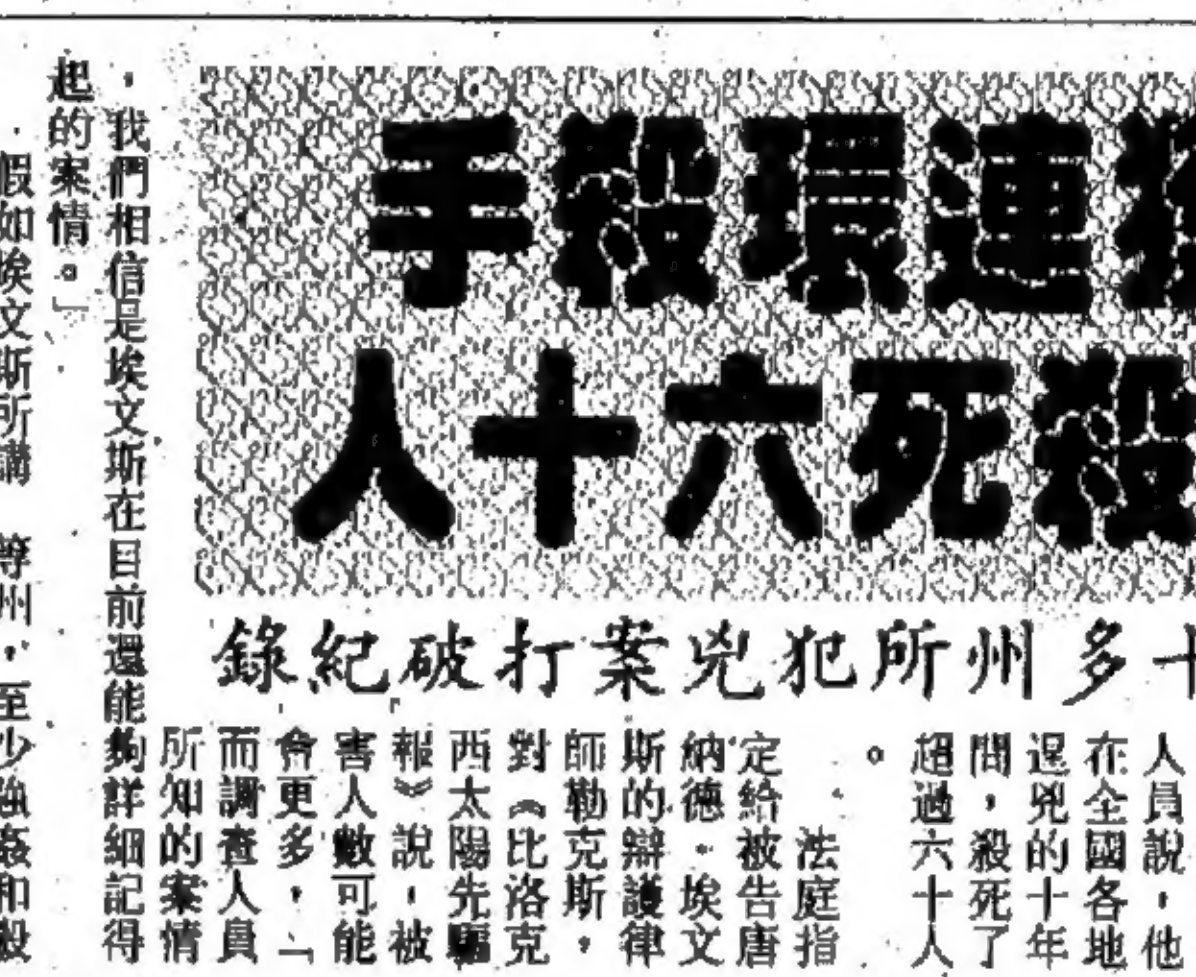 連環殺手
殺死六十人
十多州所犯兇案打破紀錄
人員說，他
在全國各地
逞兇的十年
間，殺死了
超過六十人
。
法庭指
定給被告唐
納德·埃文
斯的辯護律
師勒克斯，
對《比洛克
西太陽先驅
報》說，被
害人數可能
會更多，「
而調查人員
所知的案情
，我們相信是埃文斯在目前還能夠詳細記得
起的案情。」
假如埃文斯所講 等州，至少強姦和殺